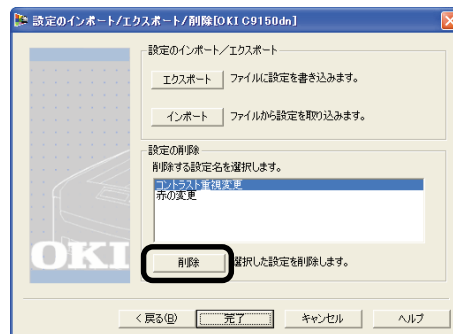 設定のインポート/エクスポート/削除[OKI C9150dn]
設定のインポート／エクスポート
エクスポート ファイルに設定を書き込みます。
インポート ファイルから設定を取り込みます。
設定の削除
削除する設定名を選択します。
コントラスト重視変更
赤の変更
OKI
削除 選択した設定を削除します。
< 戻る(B) 完了 キャンセル ヘルプ